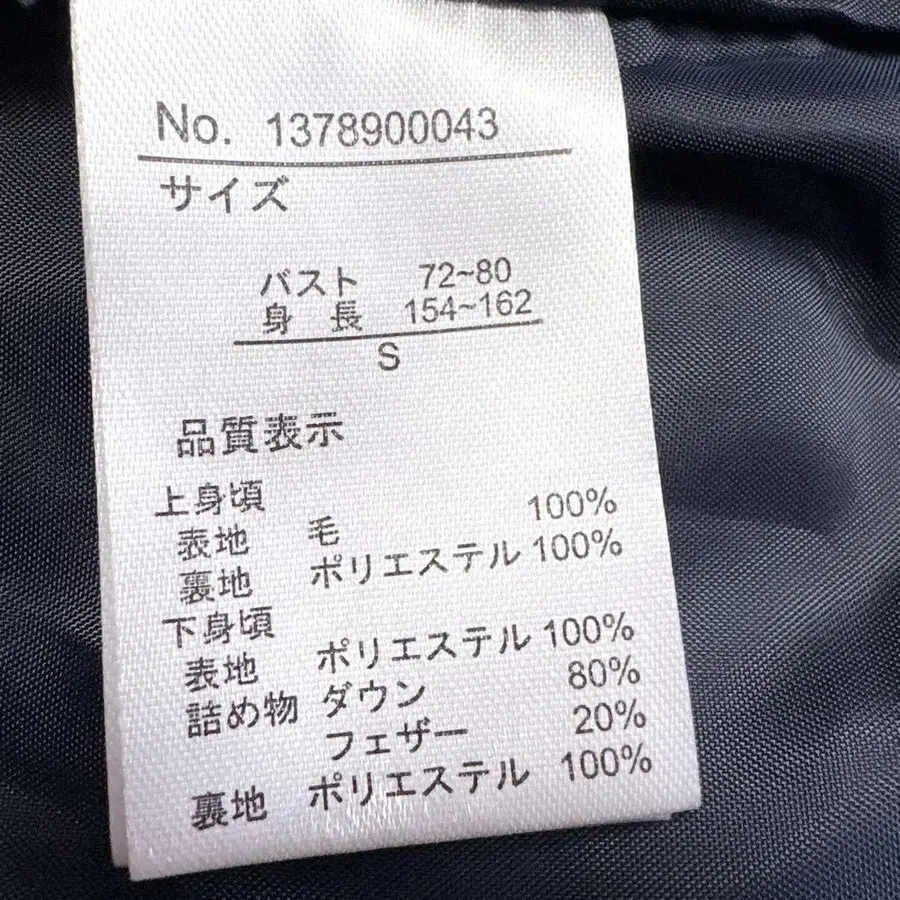 No. 1378900043
サイズ
バスト 72~80
身 長 154~162
S
品質表示
上身頃
表地 毛 100%
裏地 ポリエステル 100%
下身頃
表地 ポリエステル 100%
詰め物 ダウン 80%
フェザー 20%
裏地 ポリエステル 100%